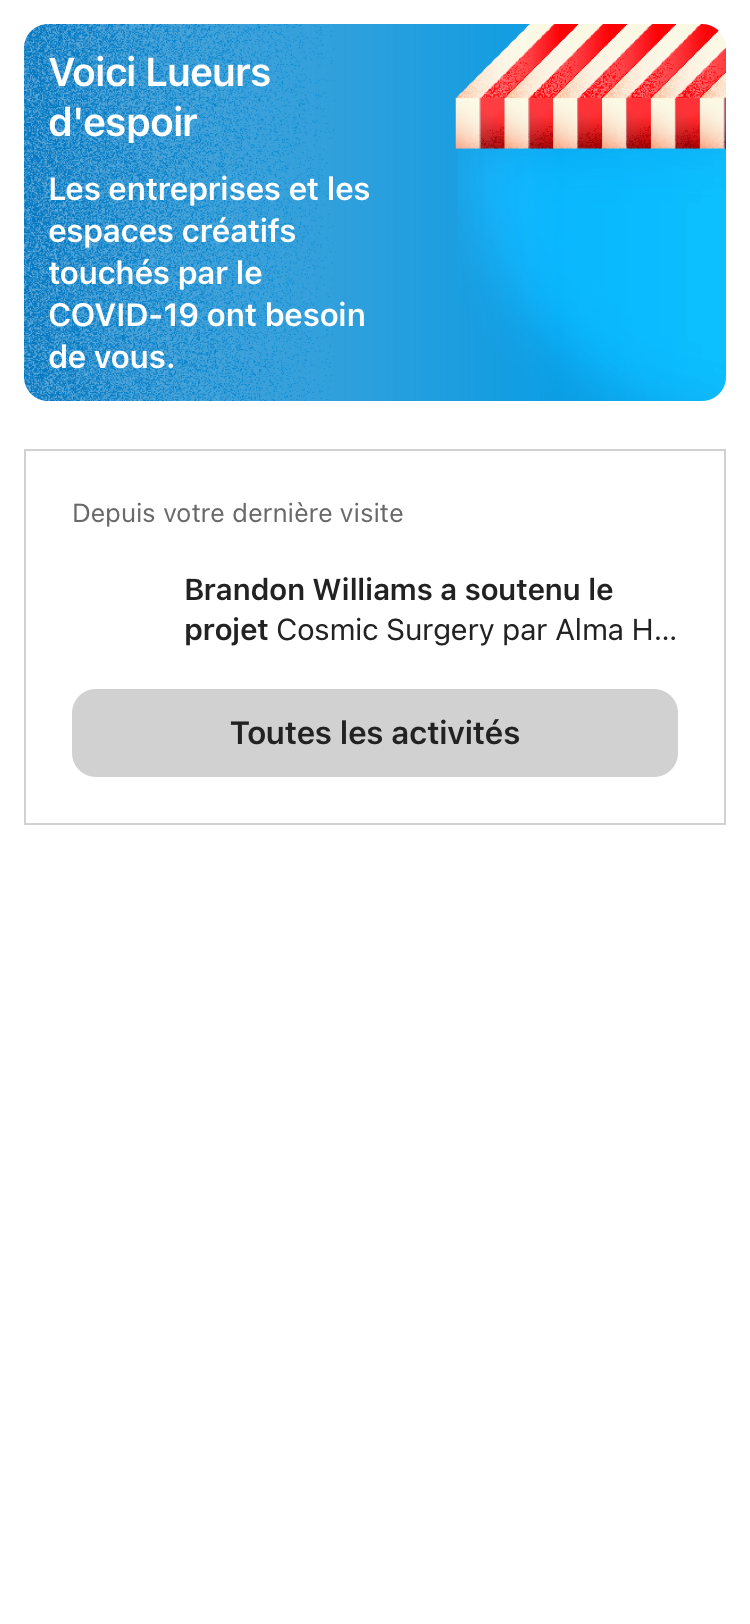 Voici Lueurs
d'espoir
Les entreprises et les
espaces créatifs
touchés par le
COVID-19 ont besoin
de vous.
Depuis votre dernière visite
Brandon Williams a soutenu le
projet Cosmic Surgery par Alma H...
Toutes les activités